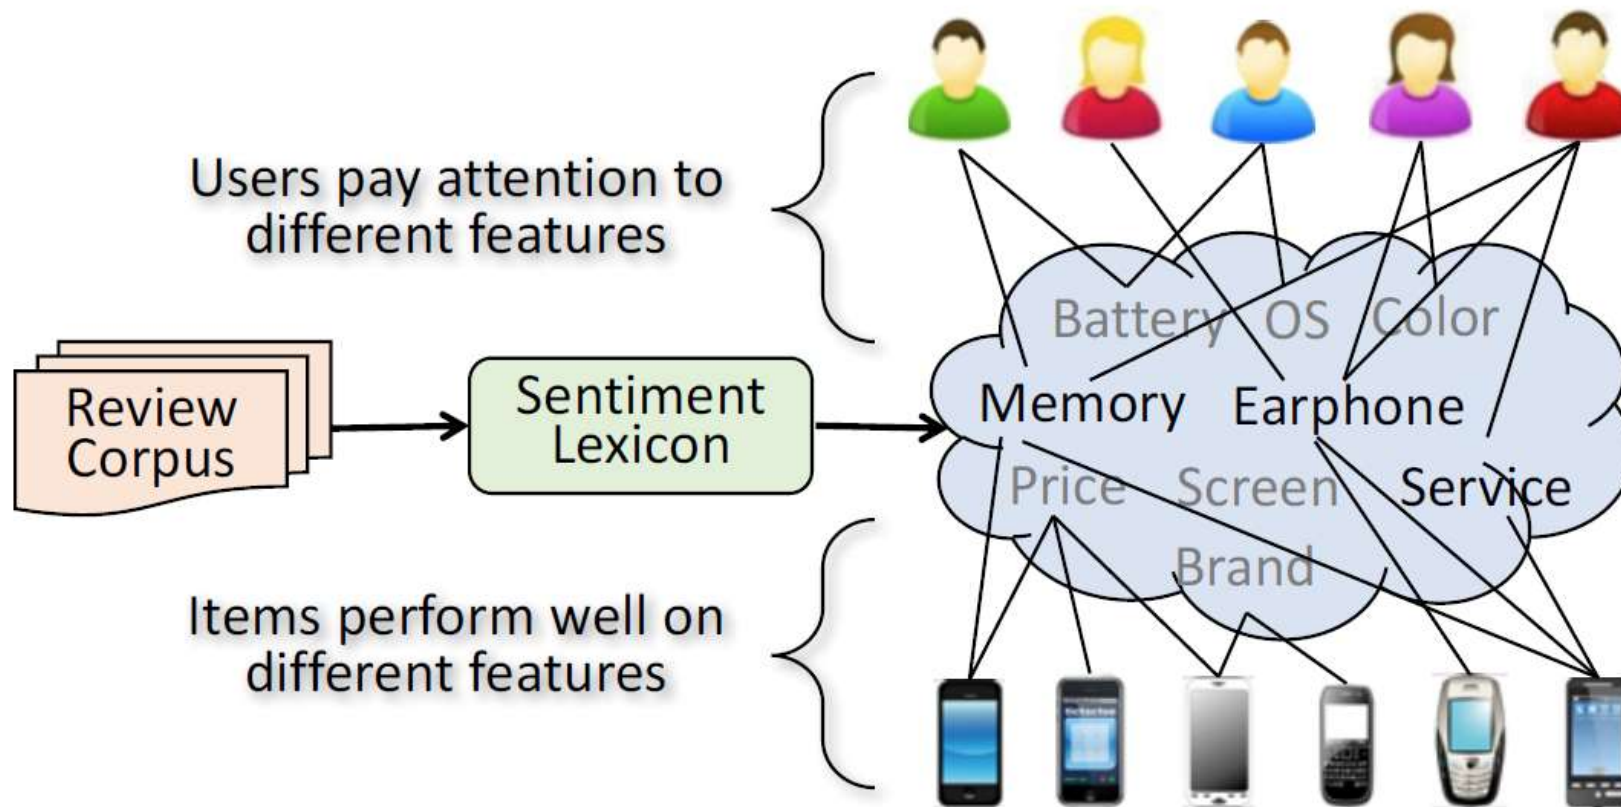 Users pay attention to
different features
Battery OS Color
Review
Corpus
Sentiment
Lexicon
Memory Earphone
Price Screen Service
Brand
Items perform well on
different features